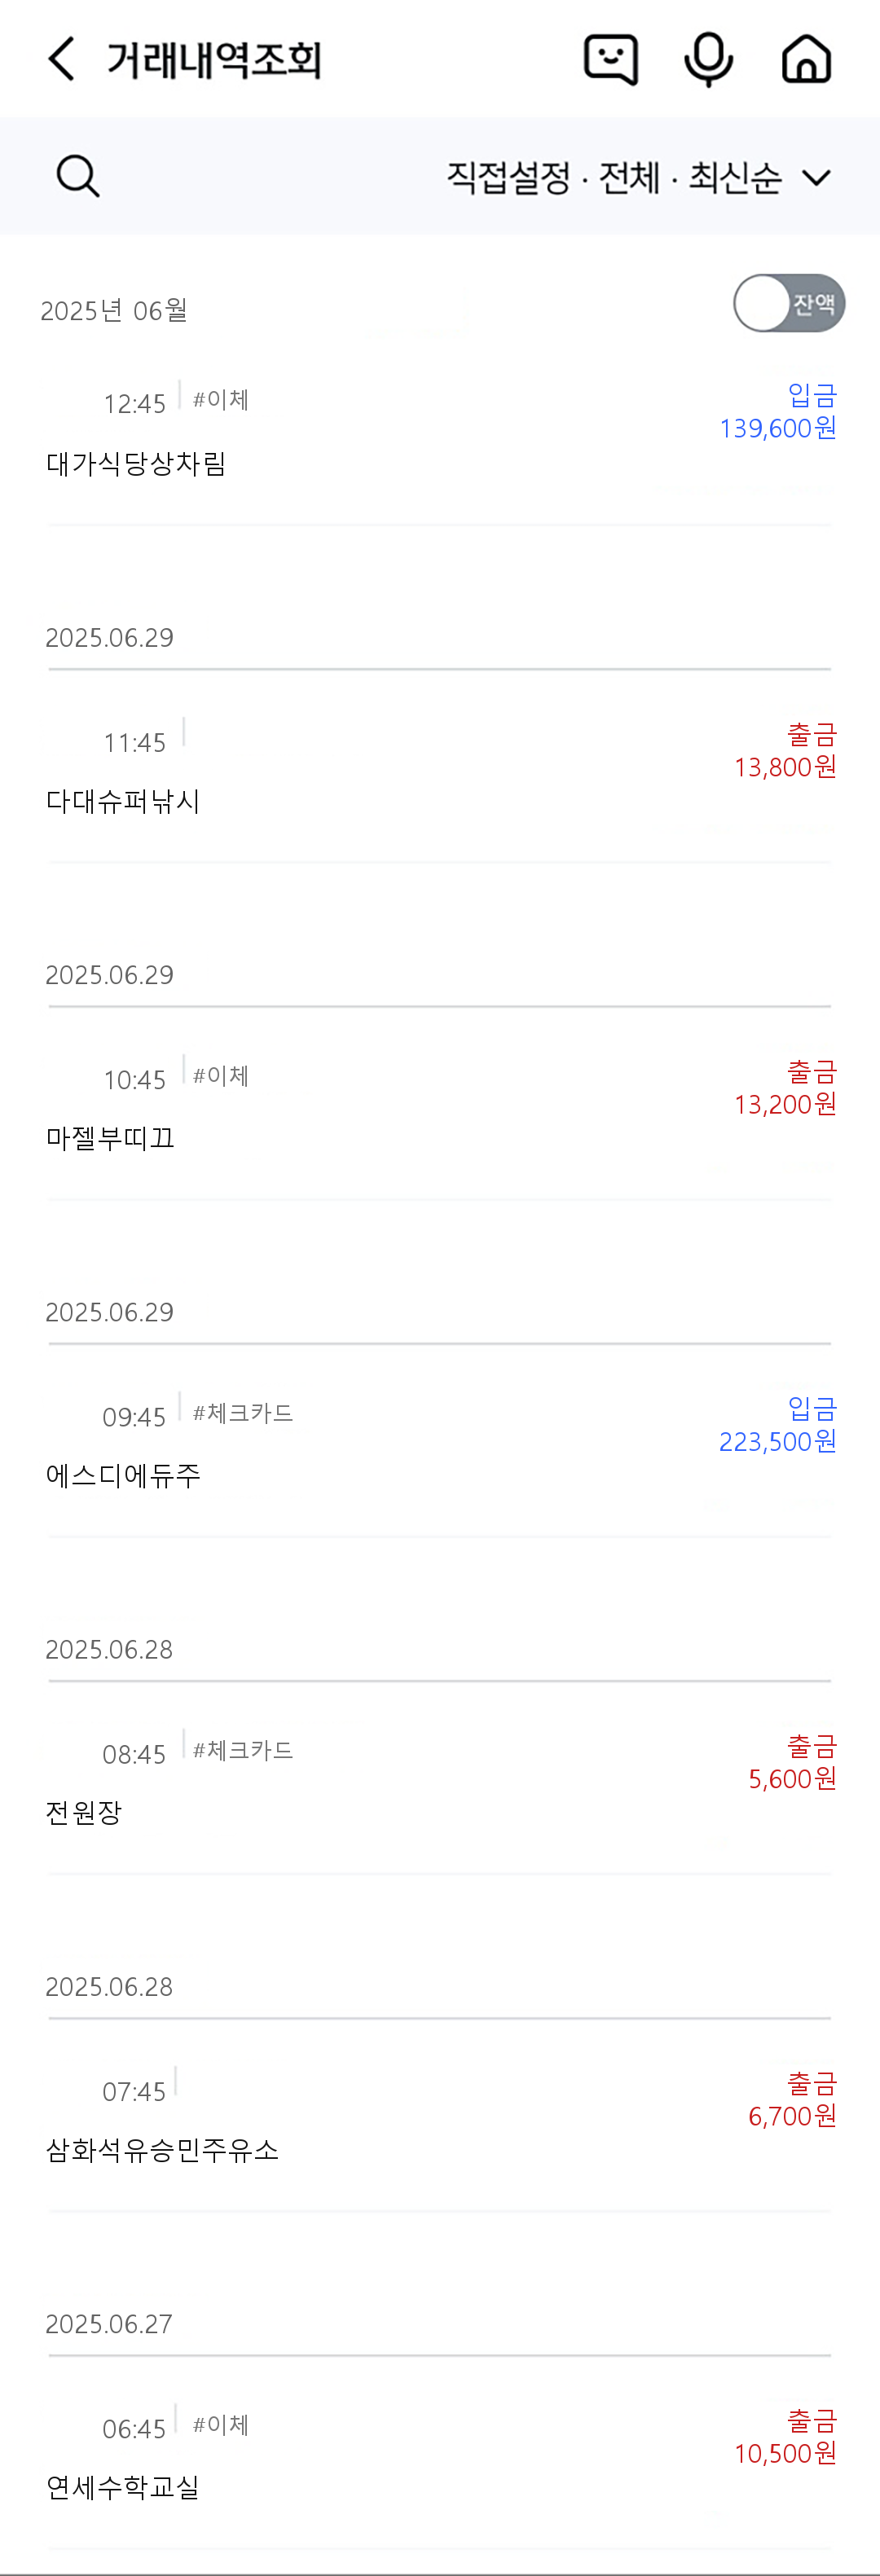 거래내역조회
직접설정 · 전체 · 최신순
2025년 06월
잔액
12:45 #이체
입금
139,600원
대가식당상차림
2025.06.29
11:45
출금
13,800원
다대슈퍼낚시
2025.06.29
10:45 #이체
출금
13,200원
마젤부띠끄
2025.06.29
09:45 #체크카드
입금
223,500원
에스디에듀주
2025.06.28
08:45 #체크카드
출금
5,600원
전원장
2025.06.28
07:45
출금
6,700원
삼화석유승민주유소
2025.06.27
06:45 #이체
출금
10,500원
연세수학교실